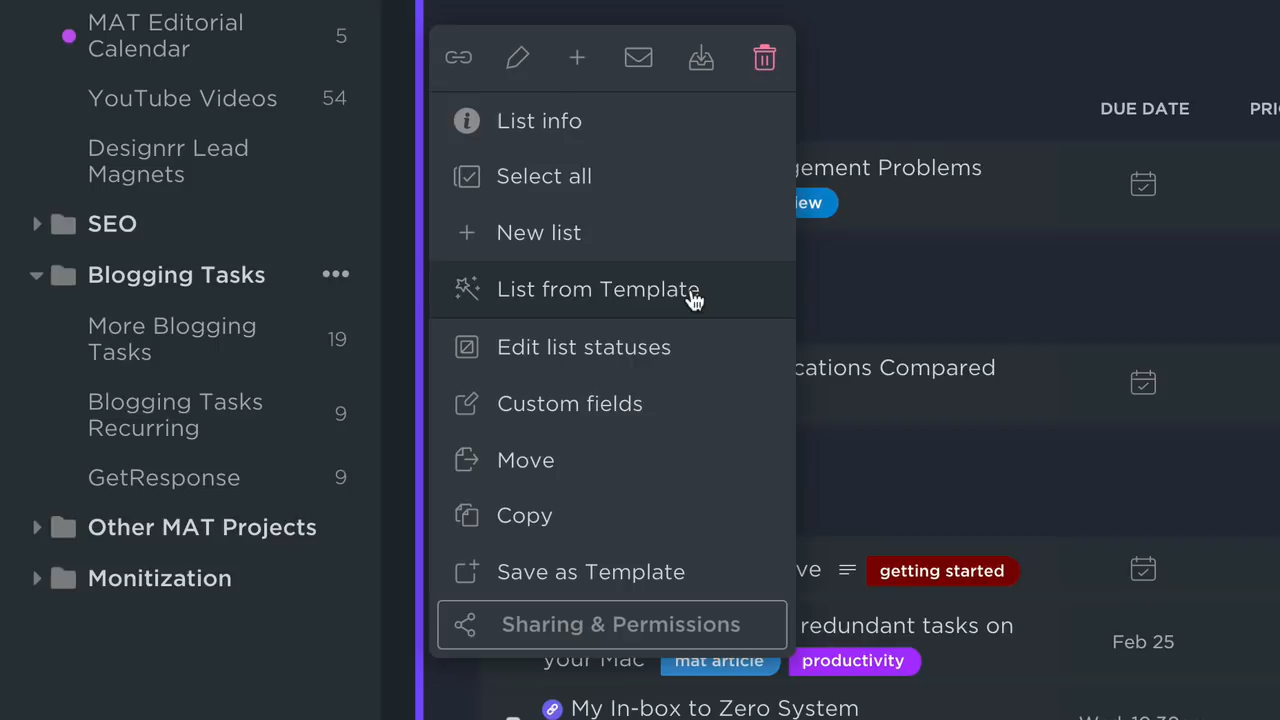 MAT Editorial
Calendar
5
YouTube Videos 54
Designrr Lead
Magnets
SEO
Blogging Tasks •••
More Blogging
Tasks
19
Blogging Tasks
Recurring
9
GetResponse 9
Other MAT Projects
Monitization
List info
Select all
New list
List from Template
Edit list statuses
Custom fields
Move
Copy
Save as Template
Sharing & Permissions
DUE DATE
gement Problems
iew
cations Compared
ve getting started
redundant tasks on
Feb 25
your Mac mat article productivity
My In-box to Zero System